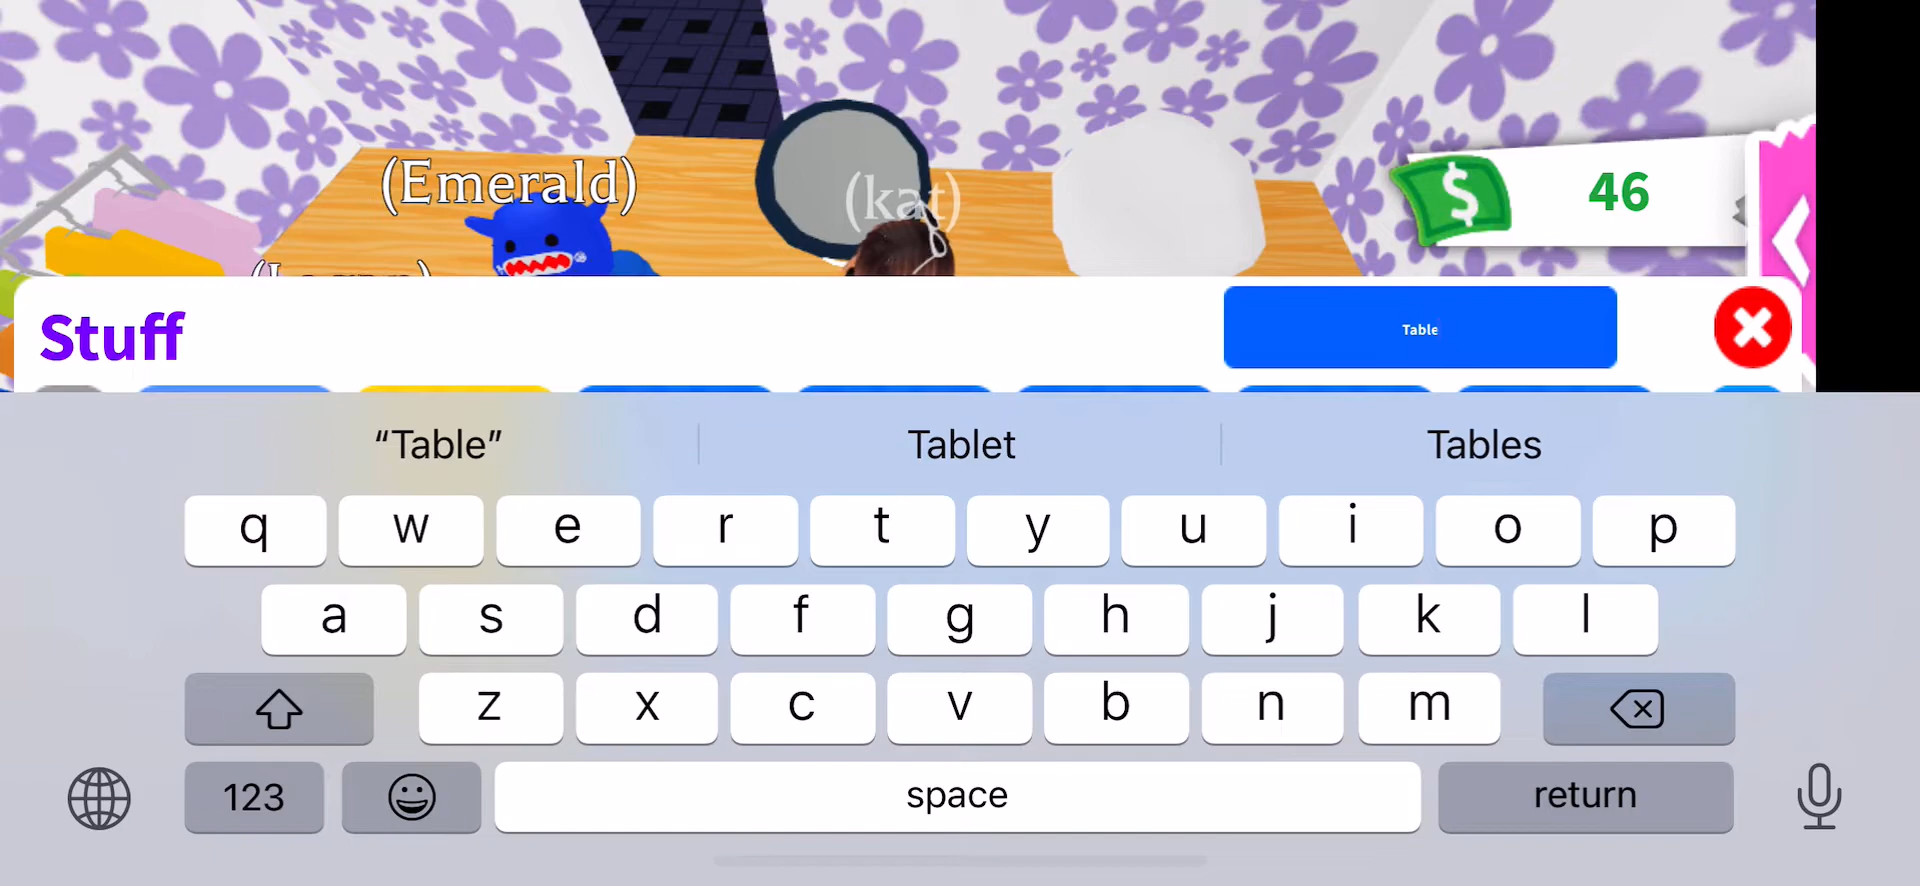 (Emerald)
(kat)
$ 46
Stuff
Table
“Table” Tablet Tables
q w e r t y u i o p
a s d f g h j k l
z x c v b n m
123 space return